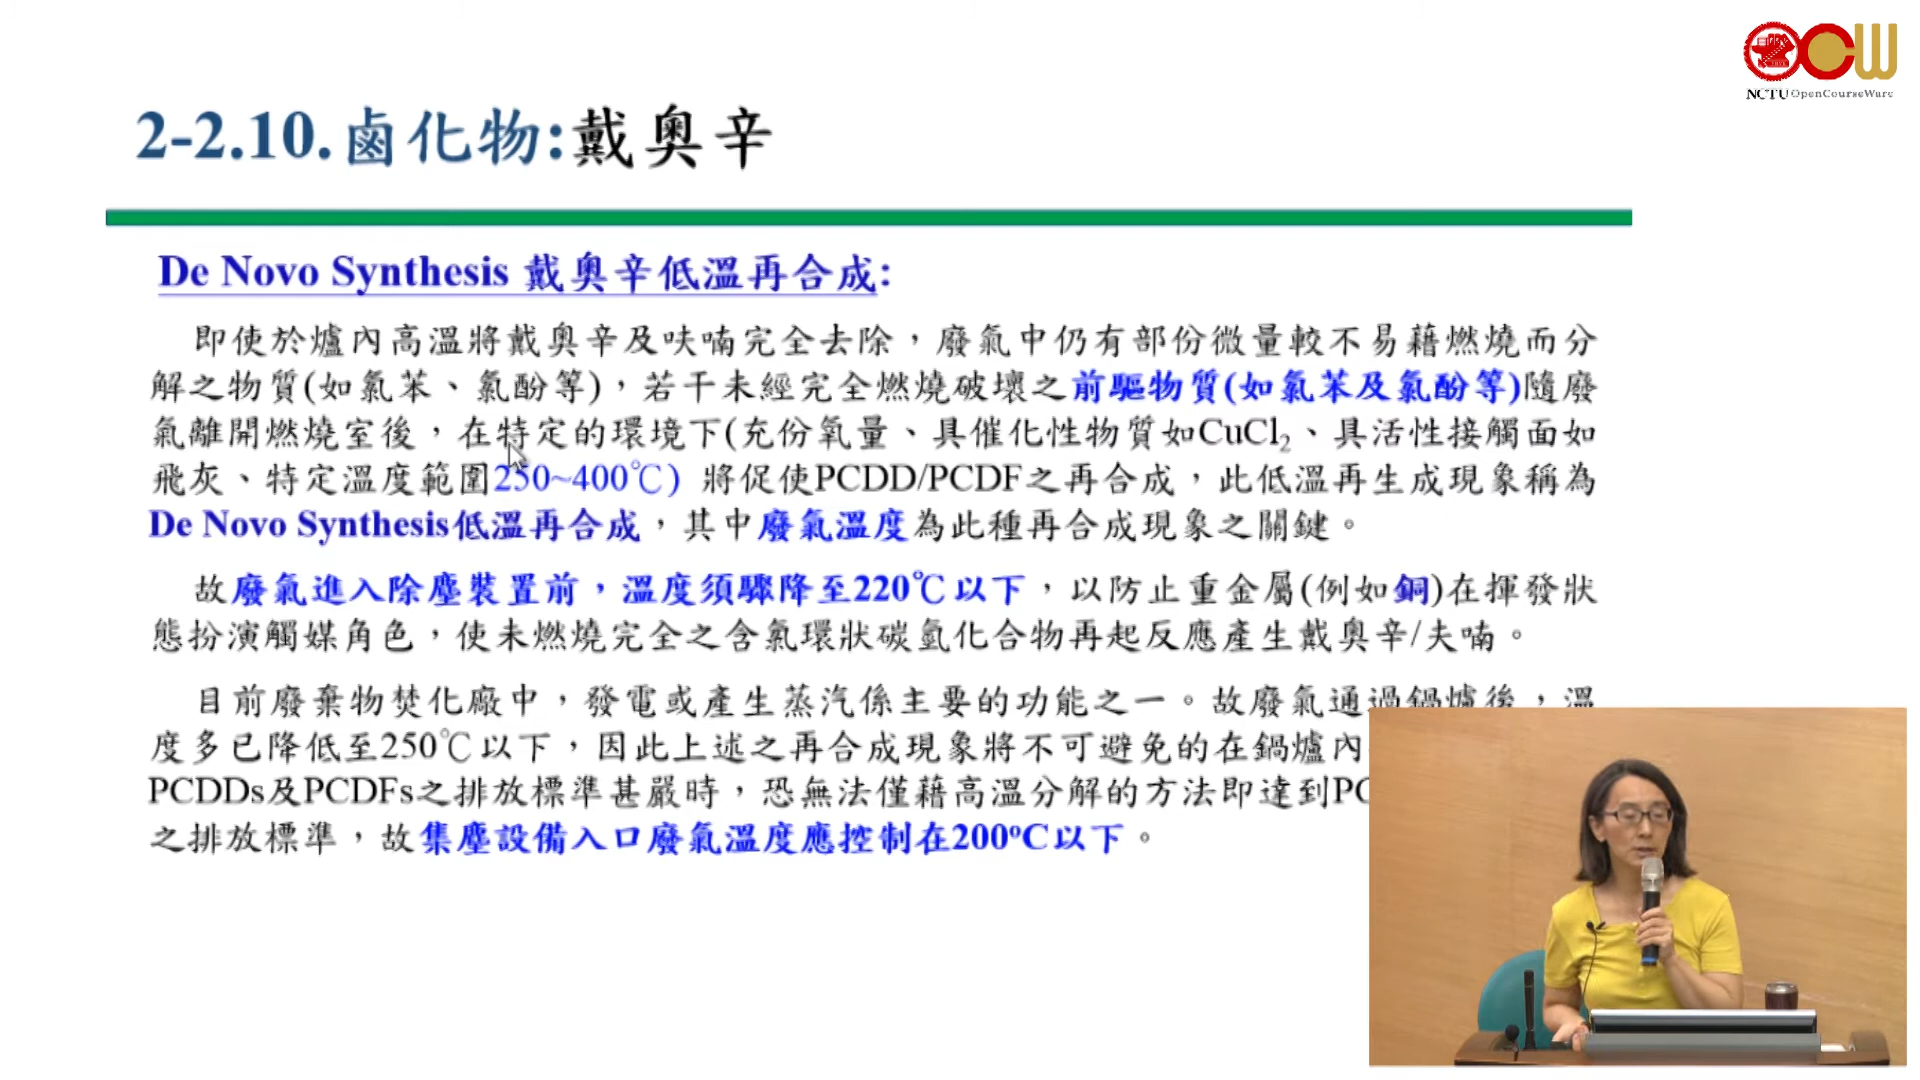 NCTU OpenCourseWare
2-2.10.鹵化物:戴奧辛
De Novo Synthesis 戴奧辛低溫再合成:
即使於爐內高溫將戴奧辛及呋喃完全去除，廢氣中仍有部份微量較不易藉燃燒而分
解之物質(如氯苯、氯酚等)，若干未經完全燃燒破壞之前驅物質(如氯苯及氯酚等)隨廢
氣離開燃燒室後，在特定的環境下(充份氧量、具催化性物質如CuCl₂、具活性接觸面如
飛灰、特定溫度範圍250~400℃) 將促使PCDD/PCDF之再合成，此低溫再生成現象稱為
De Novo Synthesis低溫再合成，其中廢氣溫度為此種再合成現象之關鍵。
故廢氣進入除塵裝置前，溫度須驟降至220℃以下，以防止重金屬(例如銅)在揮發狀
態扮演觸媒角色，使未燃燒完全之含氯環狀碳氫化合物再起反應產生戴奧辛/夫喃。
目前廢棄物焚化廠中，發電或產生蒸汽係主要的功能之一。故廢氣通過鍋爐後，溫
度多已降低至250℃以下，因此上述之再合成現象將不可避免的在鍋爐內
PCDDs及PCDFs之排放標準甚嚴時，恐無法僅藉高溫分解的方法即達到PC
之排放標準，故集塵設備入口廢氣溫度應控制在200ºC以下。